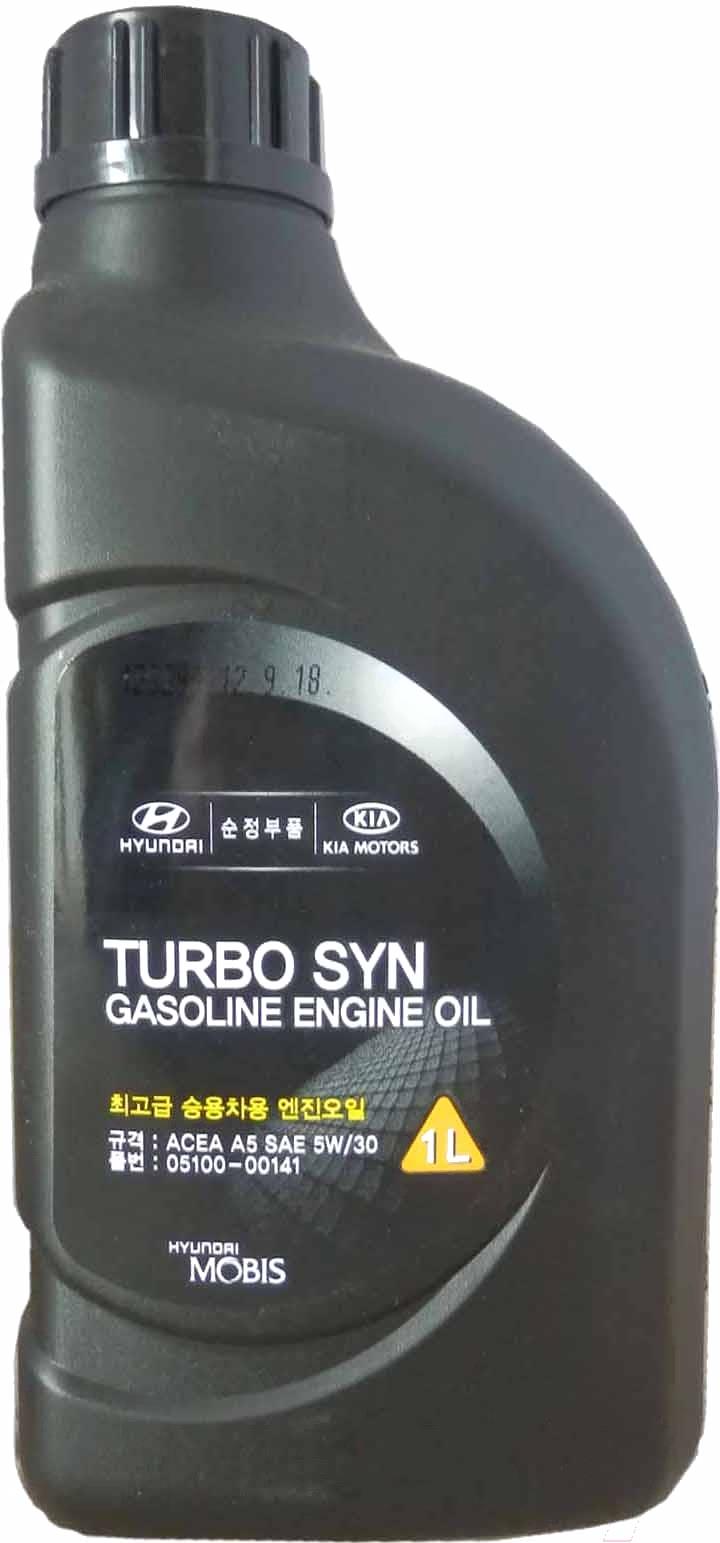 12 9.18.
HYUNDAI 순정부품 KIA
KIA MOTORS
TURBO SYN
GASOLINE ENGINE OIL
최고급 승용차용 엔진오일
규격 : ACEA A5 SAE 5W/30
품번 : 05100-00141
1L
HYUNDAI
MOBIS